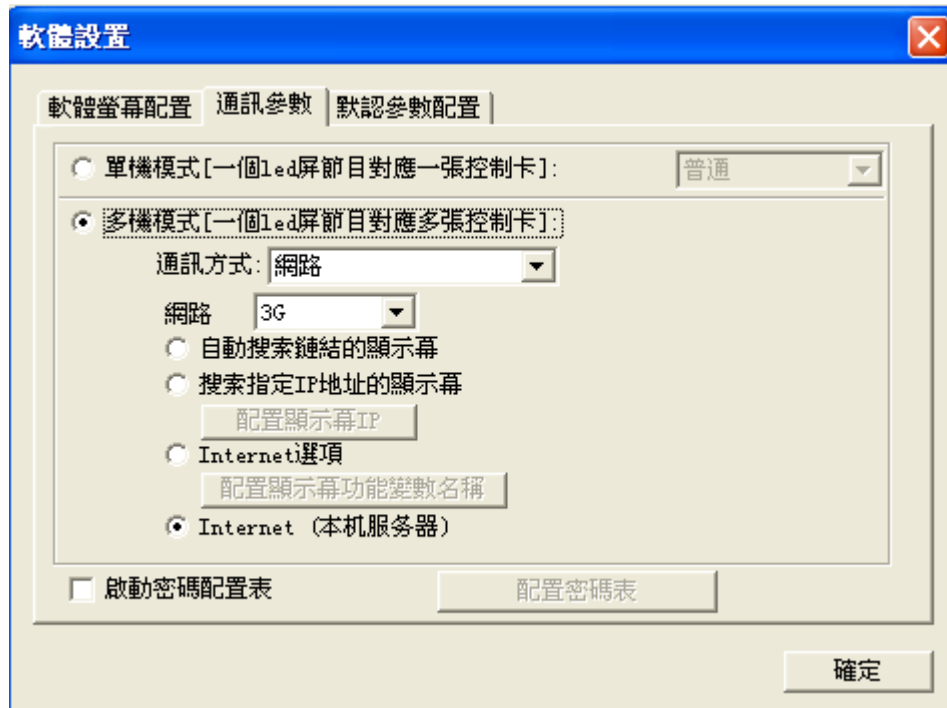 軟體設置
軟體螢幕配置 通訊參數 默認參數配置
單機模式[一個led屏節目對應一張控制卡]: 普通
多機模式[一個led屏節目對應多張控制卡]:
通訊方式: 網路
網路 3G
自動搜索鏈結的顯示幕
搜索指定IP地址的顯示幕
配置顯示幕IP
Internet選項
配置顯示幕功能變數名稱
Internet (本机服务器)
啟動密碼配置表 配置密碼表
確定